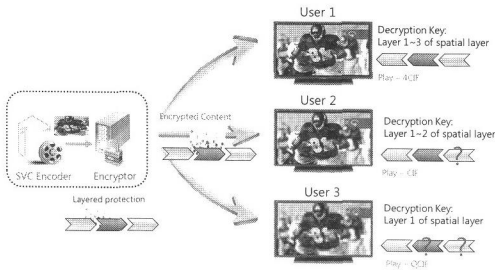 User 1
Decryption Key:
Layer 1~3 of spatial layer
Play - 4CIF
Encrypted Content
User 2
Decryption Key:
Layer 1~2 of spatial layer
?
Play - CIF
SVC Encoder
Encryptor
Layered protection
User 3
Decryption Key:
Layer 1 of spatial layer
? ?
Play - QCIF